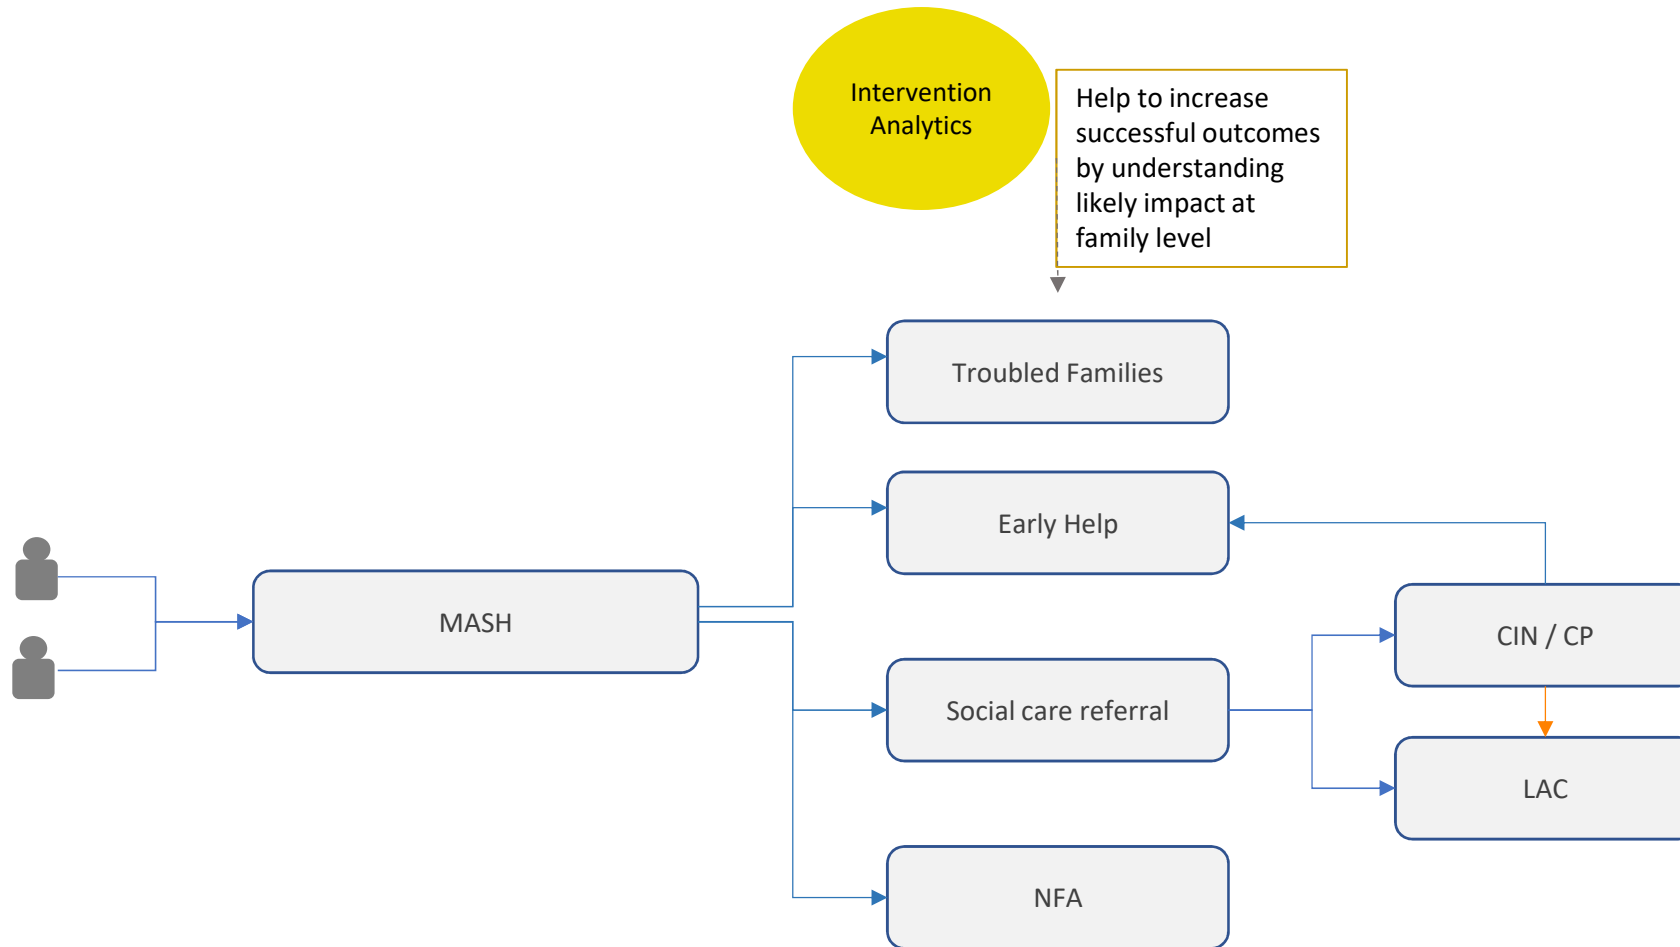 Intervention
Analytics
Help to increase
successful outcomes
by understanding
likely impact at
family level
Troubled Families
Early Help
MASH
CIN / CP
Social care referral
LAC
NFA